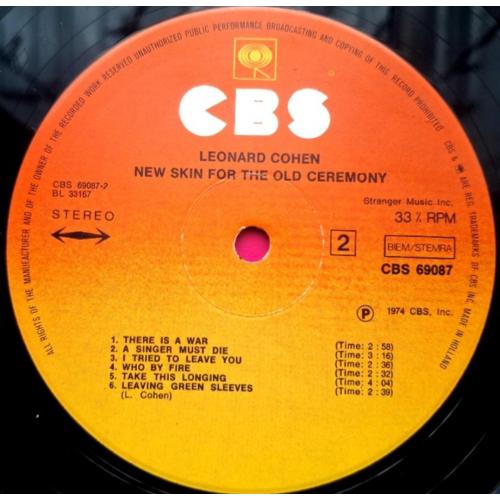 ALL RIGHTS OF THE MANUFACTURER AND OF THE OWNER OF THE RECORDED WORK RESERVED UNAUTHORIZED PUBLIC PERFORMANCE BROADCASTING AND COPYING OF THIS RECORD PROHIBITED
CBS & ARE REG. TRADEMARKS OF CBS INC. MADE IN HOLLAND
CBS
LEONARD COHEN
NEW SKIN FOR THE OLD CEREMONY
CBS 69087-2
BL 33167
STEREO
Stranger Music Inc.
33⅓ RPM
2
BIEM/STEMRA
CBS 69087
℗ 1974 CBS, Inc.
1. THERE IS A WAR (Time: 2:58)
2. A SINGER MUST DIE (Time: 3:16)
3. I TRIED TO LEAVE YOU (Time: 2:36)
4. WHO BY FIRE (Time: 2:32)
5. TAKE THIS LONGING (Time: 4:04)
6. LEAVING GREEN SLEEVES (Time: 2:39)
(L. Cohen)